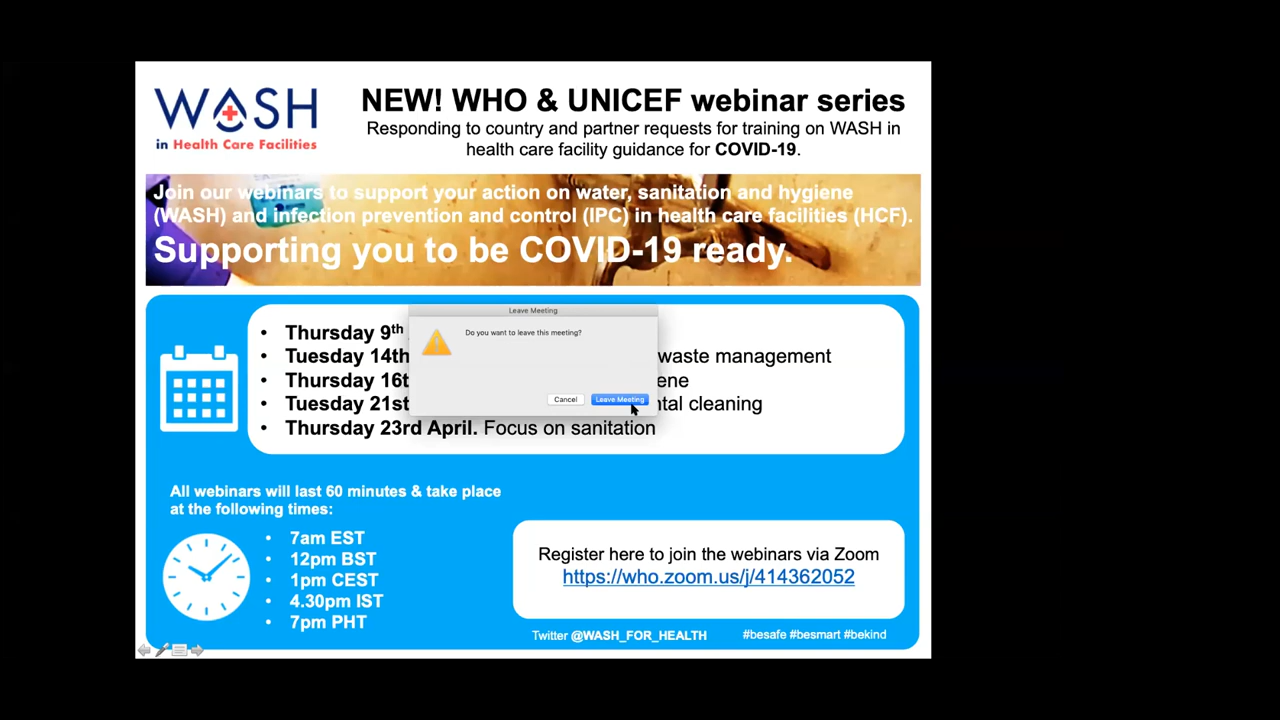 WASH
in Health Care Facilities
NEW! WHO & UNICEF webinar series
Responding to country and partner requests for training on WASH in
health care facility guidance for COVID-19.
Join our webinars to support your action on water, sanitation and hygiene
(WASH) and infection prevention and control (IPC) in health care facilities (HCF).
Supporting you to be COVID-19 ready.
Leave Meeting
Do you want to leave this meeting?
Cancel
Leave Meeting
• Thursday 9th
• Tuesday 14th waste management
• Thursday
• Tuesday 21st cleaning
• Thursday 23rd April. Focus on sanitation
All webinars will last 60 minutes & take place
at the following times:
• 7am EST
• 12pm BST
• 1pm CEST
• 4.30pm IST
• 7pm PHT
Register here to join the webinars via Zoom
https://who.zoom.us/j/414362052
Twitter @WASH_FOR_HEALTH
#besafe #besmart #bekind